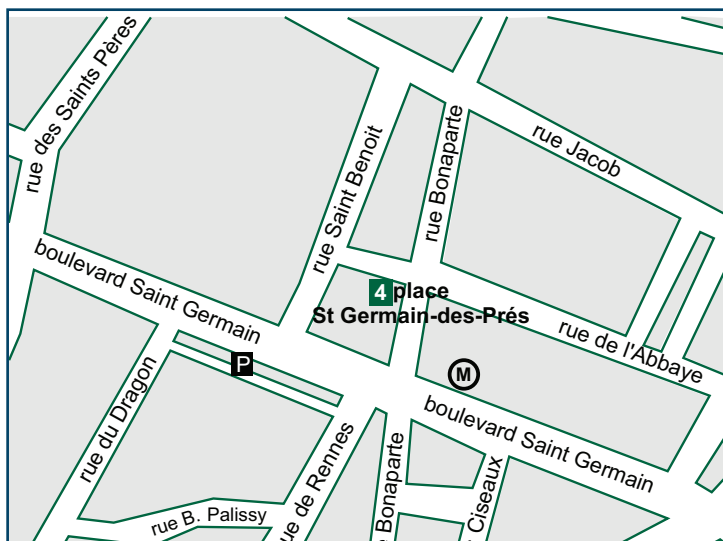 rue des Saints Pères
rue Saint Benoit
rue Bonaparte
rue Jacob
boulevard Saint Germain
4 place
St Germain-des-Prés
rue de l'Abbaye
P
M
rue du Dragon
boulevard Saint Germain
rue B. Palissy
ue de Rennes
Bonaparte
Ciseaux